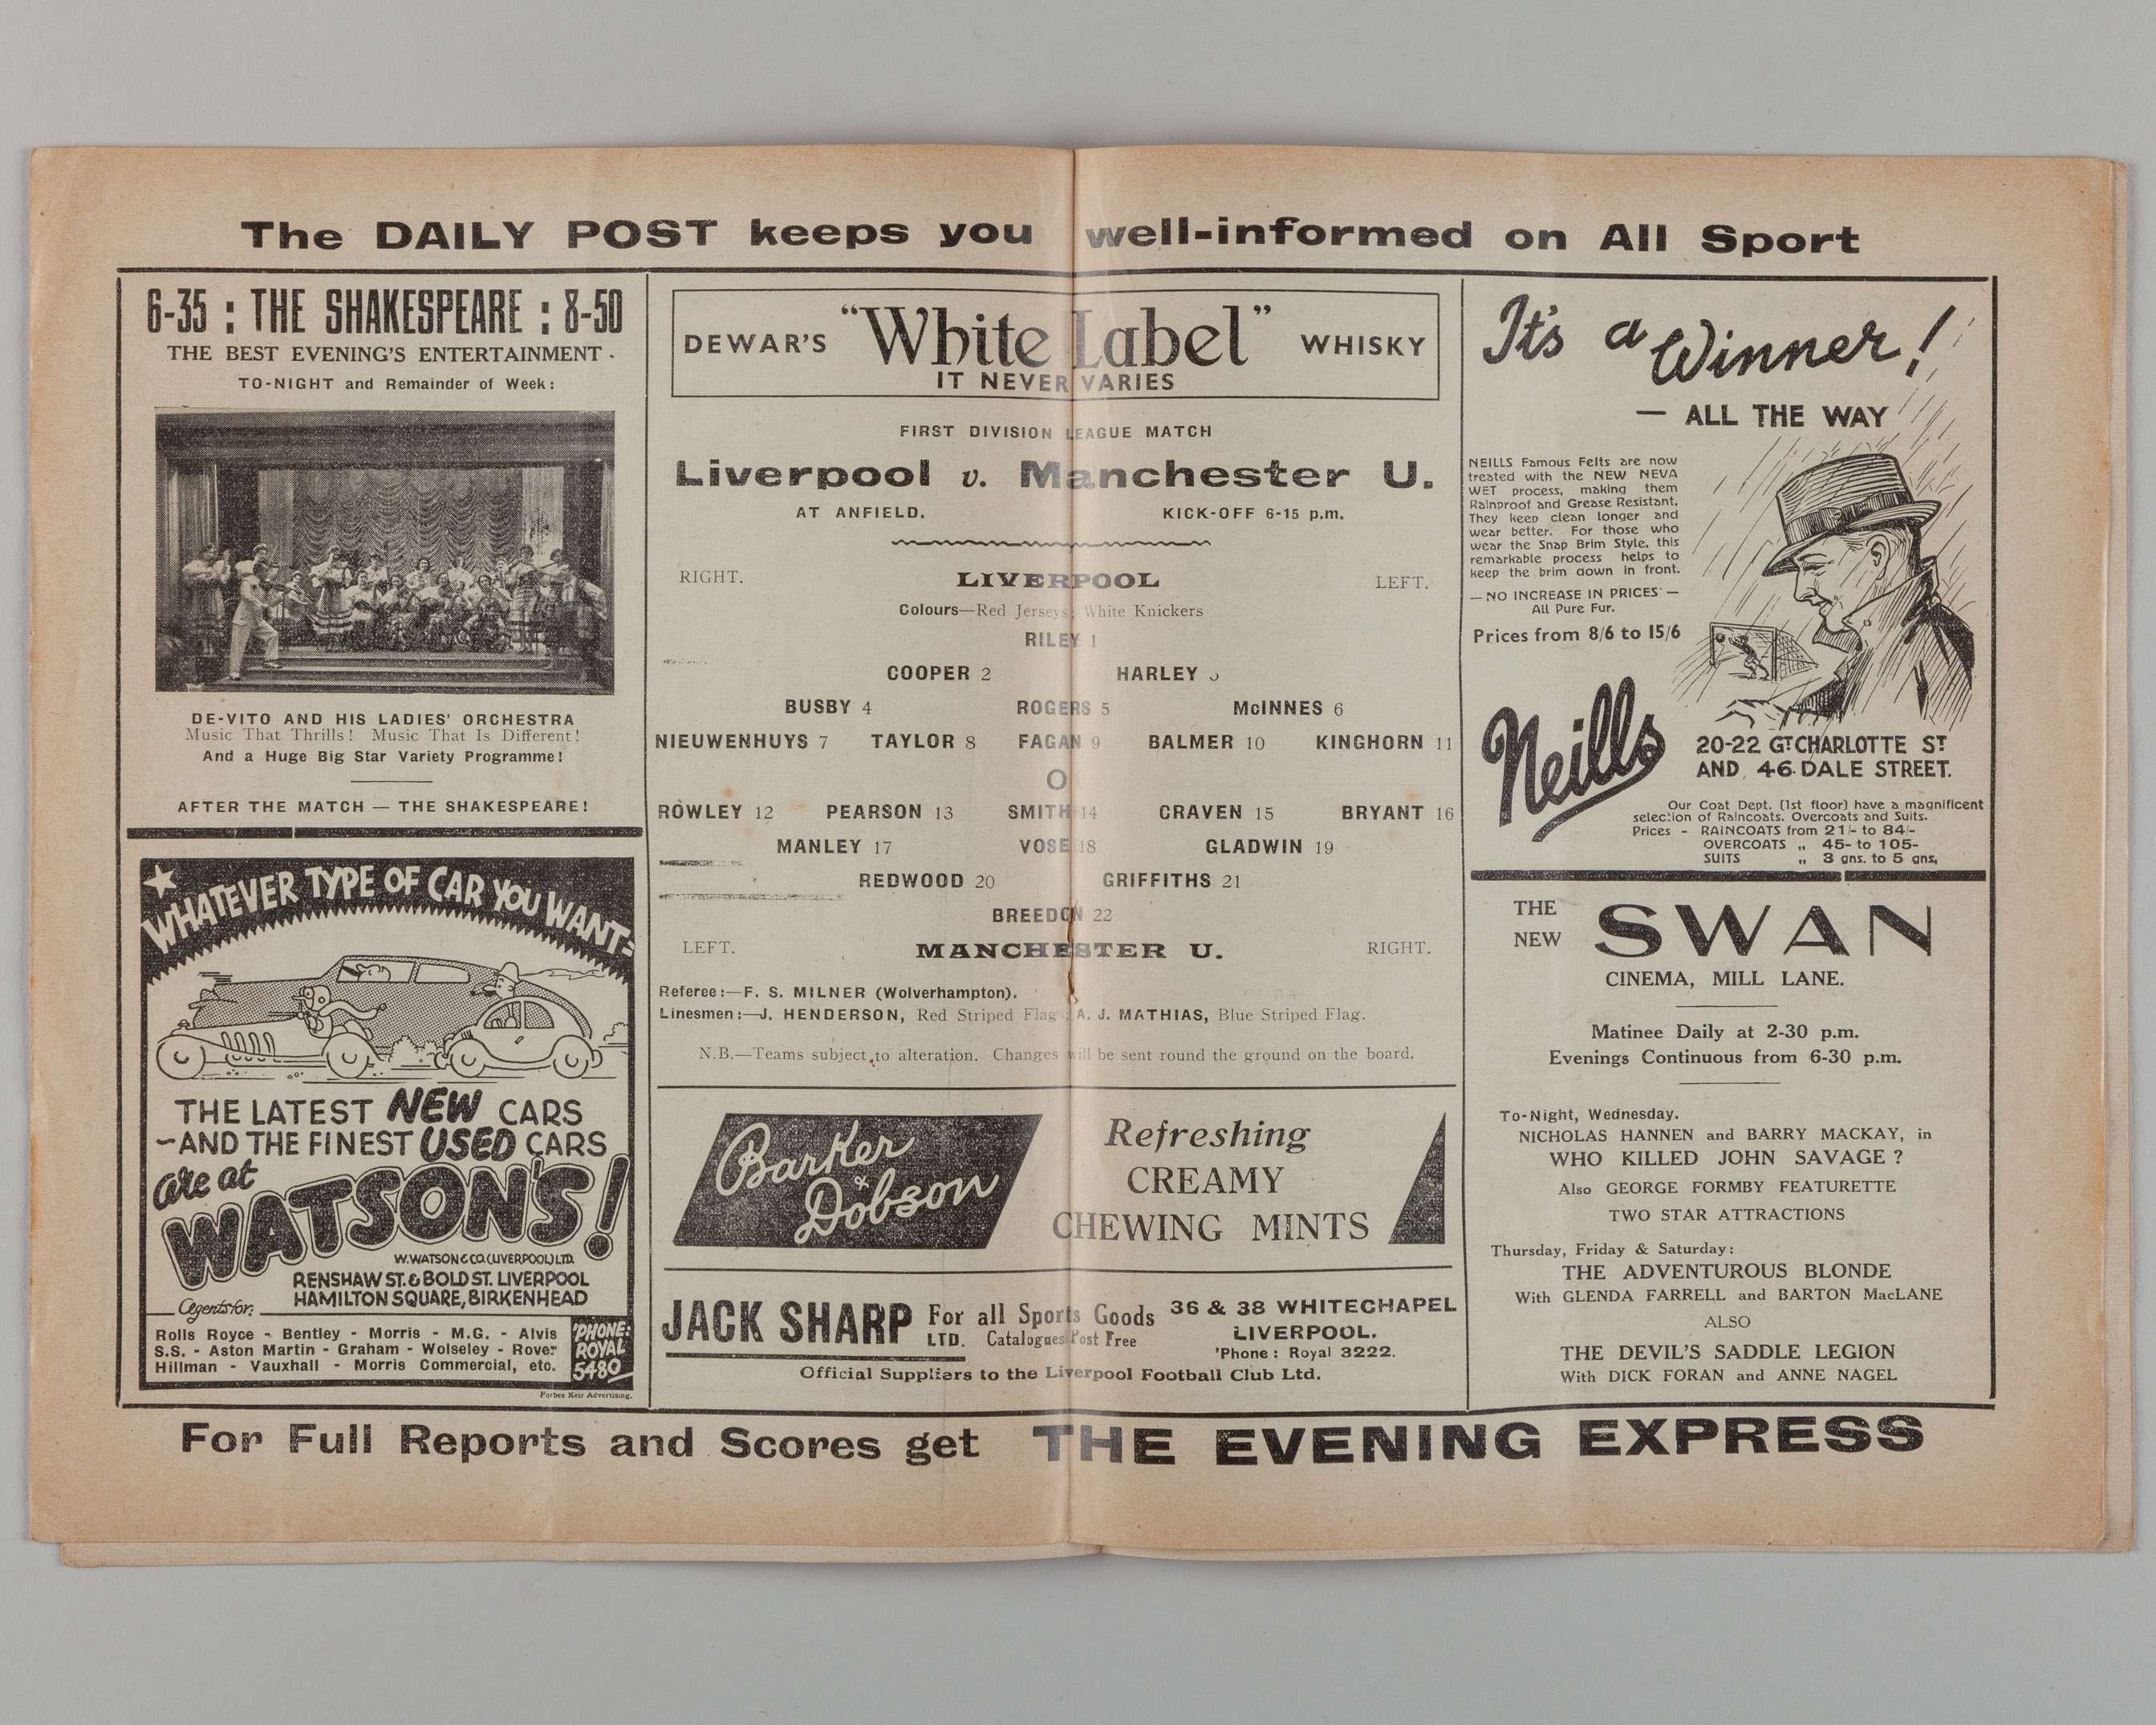 The DAILY POST keeps you well-informed on All Sport
6-35 : THE SHAKESPEARE : 8-50
THE BEST EVENING'S ENTERTAINMENT.
TO-NIGHT and Remainder of Week:
DE-VITO AND HIS LADIES' ORCHESTRA
Music That Thrills! Music That Is Different!
And a Huge Big Star Variety Programme!
AFTER THE MATCH — THE SHAKESPEARE!
WHATEVER TYPE OF CAR YOU WANT-
THE LATEST NEW CARS
-AND THE FINEST USED CARS
are at
WATSON'S!
W. WATSON & CO. (LIVERPOOL) LTD.
RENSHAW ST. & BOLD ST. LIVERPOOL
HAMILTON SQUARE, BIRKENHEAD
Agents for:
Rolls Royce - Bentley - Morris - M.G. - Alvis
S.S. - Aston Martin - Graham - Wolseley - Rover
Hillman - Vauxhall - Morris Commercial, etc.
'PHONE:
ROYAL
5480
Forbes Keir Advertising.
DEWAR'S "White Label" WHISKY
IT NEVER VARIES
FIRST DIVISION LEAGUE MATCH
Liverpool v. Manchester U.
AT ANFIELD. KICK-OFF 6-15 p.m.
RIGHT. LIVERPOOL LEFT.
Colours—Red Jerseys; White Knickers
RILEY 1
COOPER 2 HARLEY
BUSBY 4 ROGERS 5 McINNES 6
NIEUWENHUYS 7 TAYLOR 8 FAGAN 9 BALMER 10 KINGHORN 11
O
ROWLEY 12 PEARSON 13 SMITH 14 CRAVEN 15 BRYANT 16
MANLEY 17 VOSE 18 GLADWIN 19
REDWOOD 20 GRIFFITHS 21
BREEDON 22
LEFT. MANCHESTER U. RIGHT.
Referee:—F. S. MILNER (Wolverhampton).
Linesmen:—J. HENDERSON, Red Striped Flag; A. J. MATHIAS, Blue Striped Flag.
N.B.—Teams subject to alteration. Changes will be sent round the ground on the board.
Barker & Dobson
Refreshing
CREAMY
CHEWING MINTS
JACK SHARP LTD.
For all Sports Goods
Catalogues Post Free
36 & 38 WHITECHAPEL
LIVERPOOL.
'Phone: Royal 3222.
Official Suppliers to the Liverpool Football Club Ltd.
It's a Winner!
— ALL THE WAY
NEILLS Famous Felts are now
treated with the NEW NEVA
WET process, making them
Rainproof and Grease Resistant,
They keep clean longer and
wear better. For those who
wear the Snap Brim Style, this
remarkable process helps to
keep the brim down in front.
— NO INCREASE IN PRICES —
All Pure Fur.
Prices from 8/6 to 15/6
Neills
20-22 GT CHARLOTTE ST
AND 46 DALE STREET.
Our Coat Dept. (1st floor) have a magnificent
selection of Raincoats. Overcoats and Suits.
Prices - RAINCOATS from 21/- to 84/-
OVERCOATS ,, 45- to 105-
SUITS ,, 3 gns. to 5 gns,
THE NEW SWAN
CINEMA, MILL LANE.
Matinee Daily at 2-30 p.m.
Evenings Continuous from 6-30 p.m.
To-Night, Wednesday.
NICHOLAS HANNEN and BARRY MACKAY, in
WHO KILLED JOHN SAVAGE?
Also GEORGE FORMBY FEATURETTE
TWO STAR ATTRACTIONS
Thursday, Friday & Saturday:
THE ADVENTUROUS BLONDE
With GLENDA FARRELL and BARTON MacLANE
ALSO
THE DEVIL'S SADDLE LEGION
With DICK FORAN and ANNE NAGEL
For Full Reports and Scores get THE EVENING EXPRESS